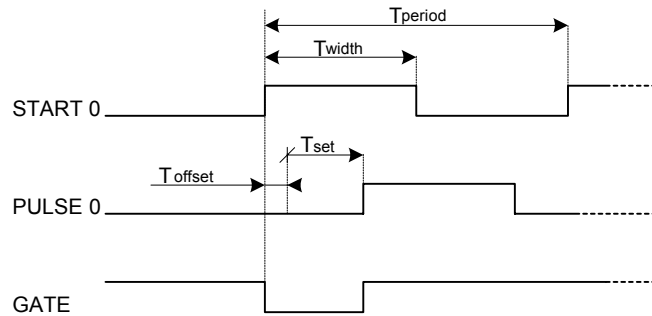 Tperiod
Twidth
START 0
Tset
Toffset
PULSE 0
GATE